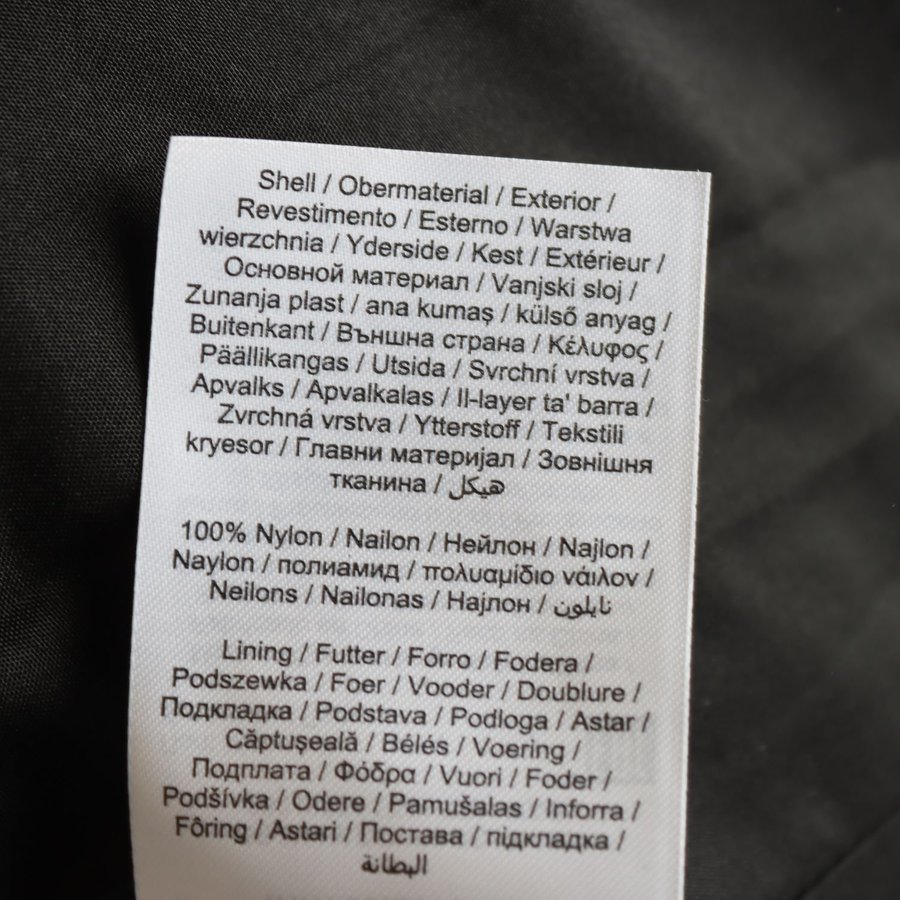 Shell / Obermaterial / Exterior /
Revestimento / Esterno / Warstwa
wierzchnia / Yderside / Kest / Extérieur /
Основной материал / Vanjski sloj /
Zunanja plast / ana kumaş / külső anyag /
Buitenkant / Външна страна / Κέλυφος /
Päällikangas / Utsida / Svrchní vrstva /
Apvalks / Apvalkalas / Il-layer ta' barra /
Zvrchná vrstva / Ytterstoff / Tekstili
kryesor / Главни материјал / Зовнішня
тканина / هيكل
100% Nylon / Nailon / Нейлон / Najlon /
Naylon / полиамид / πολυαμίδιο νάιλον /
Neilons / Nailonas / Најлон / نايلون
Lining / Futter / Forro / Fodera /
Podszewka / Foer / Vooder / Doublure /
Подкладка / Podstava / Podloga / Astar /
Căptușeală / Bélés / Voering /
Подплата / Φόδρα / Vuori / Foder /
Podšívka / Odere / Pamušalas / Inforra /
Fôring / Astari / Постава / підкладка /
البطانة